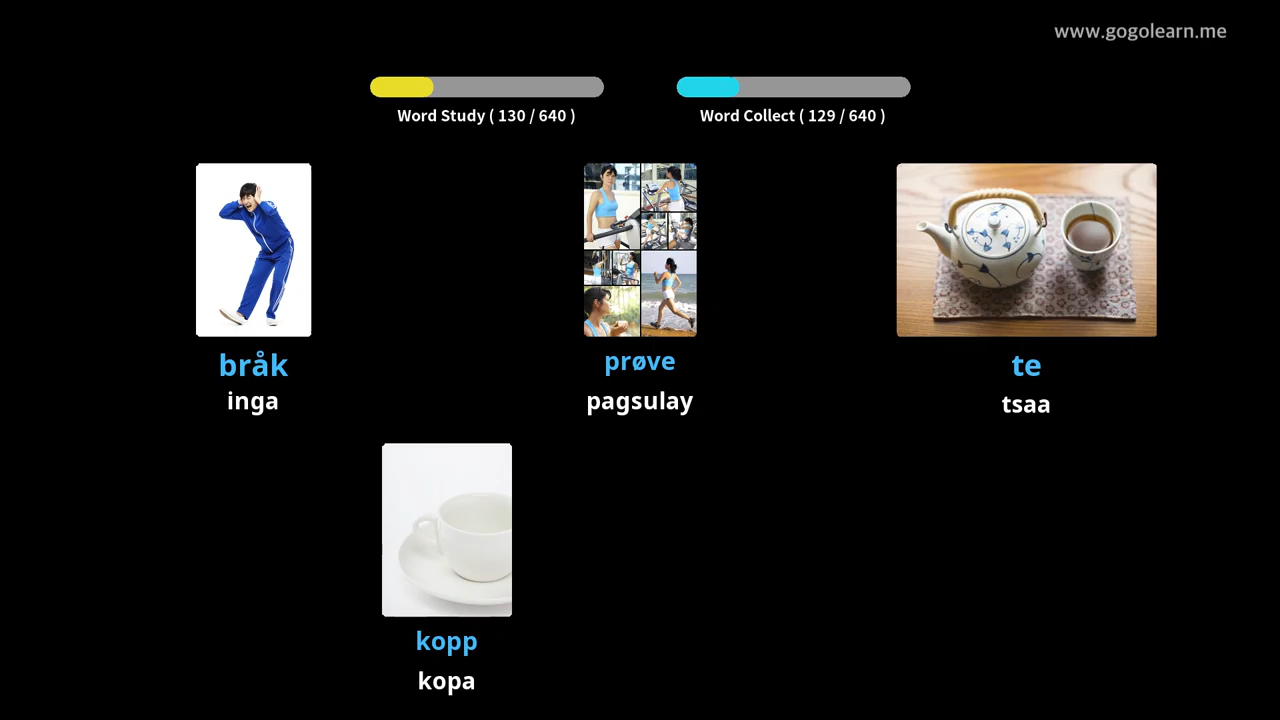 www.gogolearn.me
Word Study ( 130 / 640 )
Word Collect ( 129 / 640 )
bråk
prøve
te
inga
pagsulay
tsaa
kopp
kopa